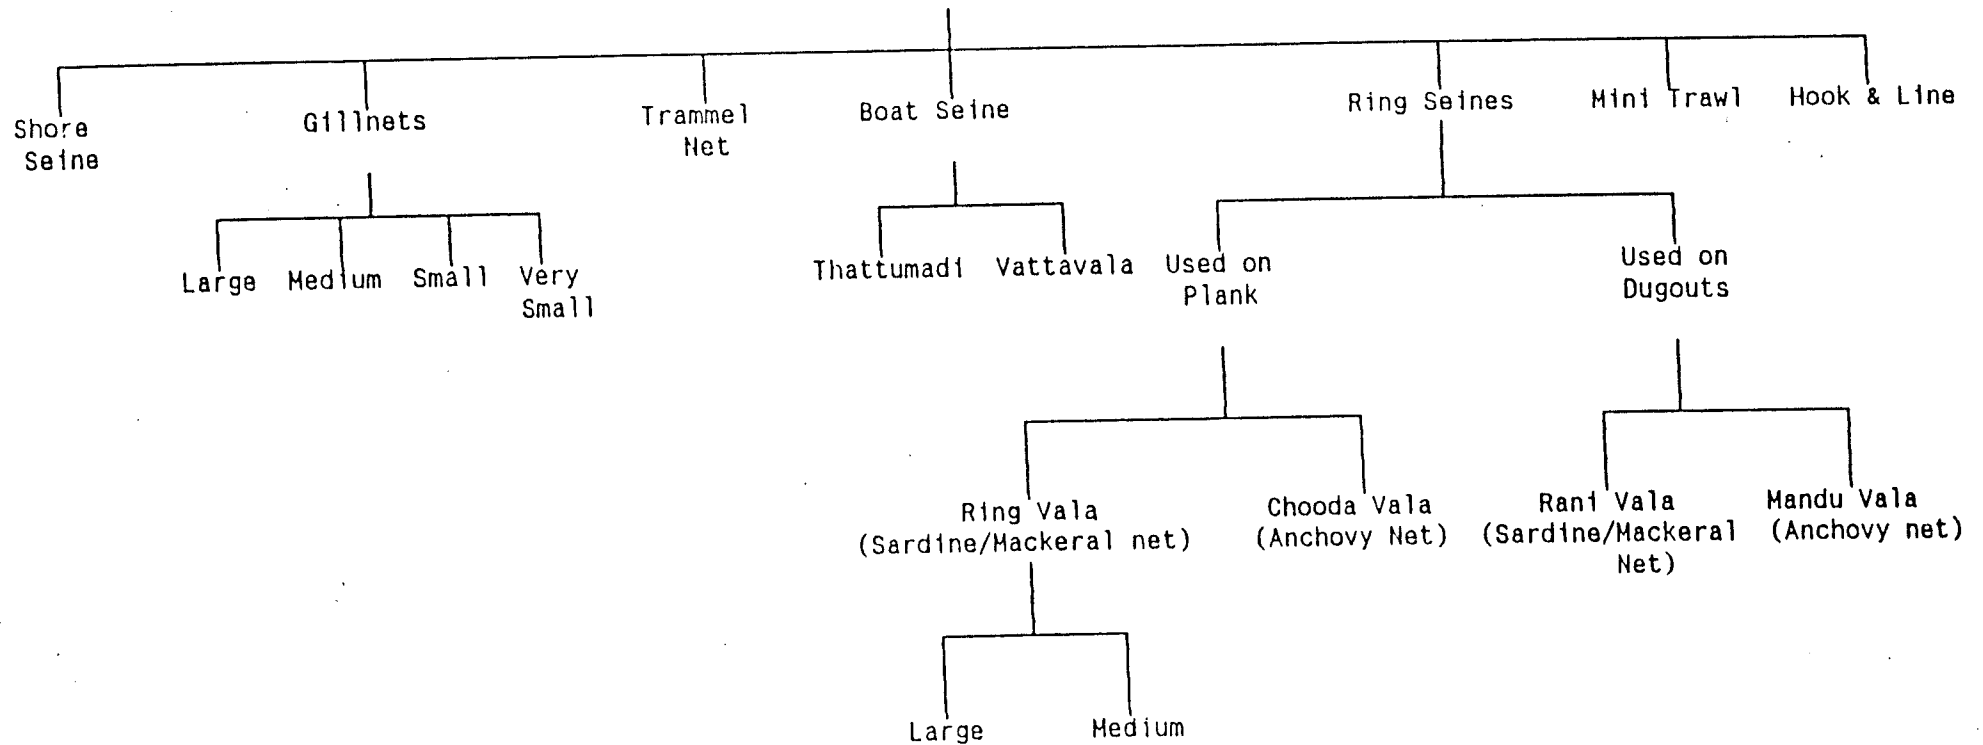 Shore
Seine
Gillnets
Trammel
Net
Boat Seine
Ring Seines
Mini Trawl
Hook & Line
Large
Medium
Small
Very
Small
Thattumadi
Vattavala
Used on
Plank
Used on
Dugouts
Ring Vala
(Sardine/Mackeral net)
Chooda Vala
(Anchovy Net)
Rani Vala
(Sardine/Mackeral
Net)
Mandu Vala
(Anchovy net)
Large
Medium